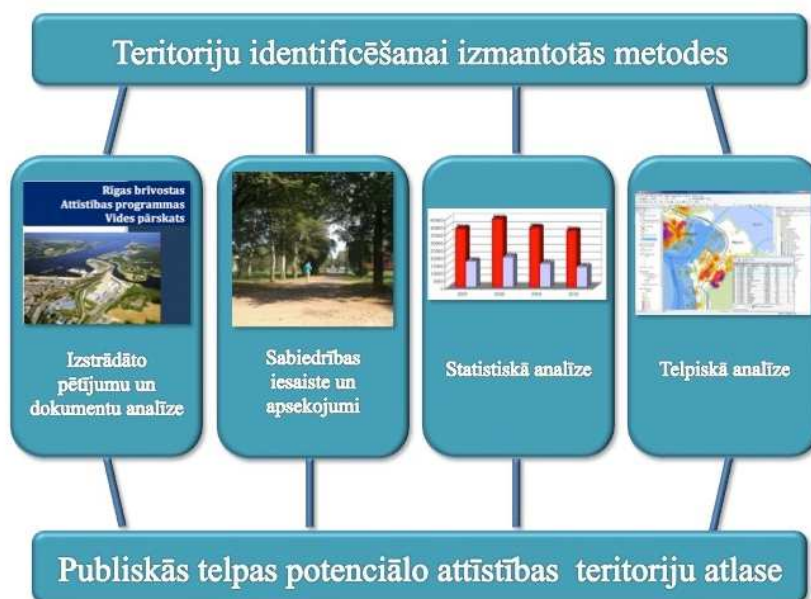 Teritoriju identificēšanai izmantotās metodes
Rīgas brīvostas
Attīstības programmas
Vides pārskats
Izstrādāto
pētījumu un
dokumentu analīze
Sabiedrības
iesaiste un
apsekojumi
Statistiskā analīze
Telpiskā analīze
Publiskās telpas potenciālo attīstības teritoriju atlase